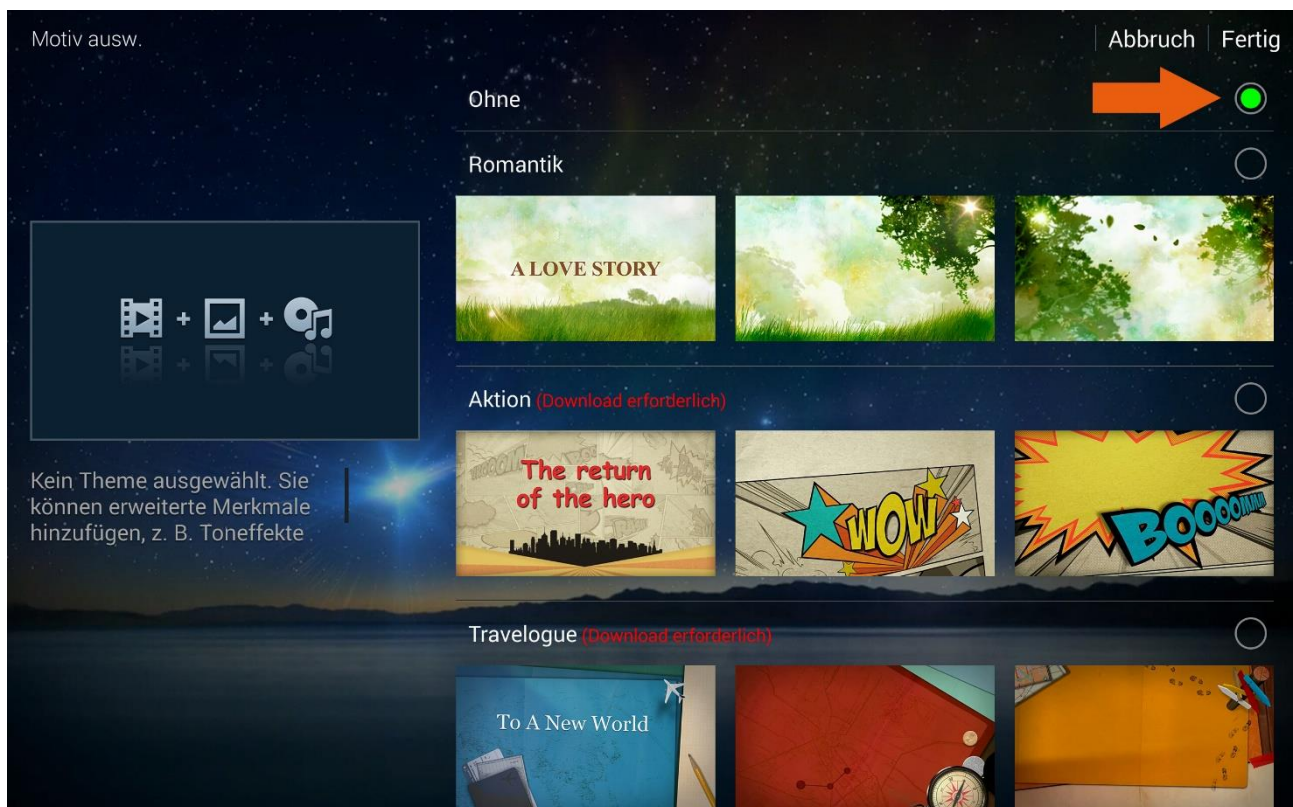 Motiv ausw.
Abbruch Fertig
Ohne
Romantik
A LOVE STORY
Aktion (Download erforderlich)
The return
of the hero
WOW
BOOOOMMM
Kein Theme ausgewählt. Sie
können erweiterte Merkmale
hinzufügen, z. B. Toneffekte
Travelogue (Download erforderlich)
To A New World